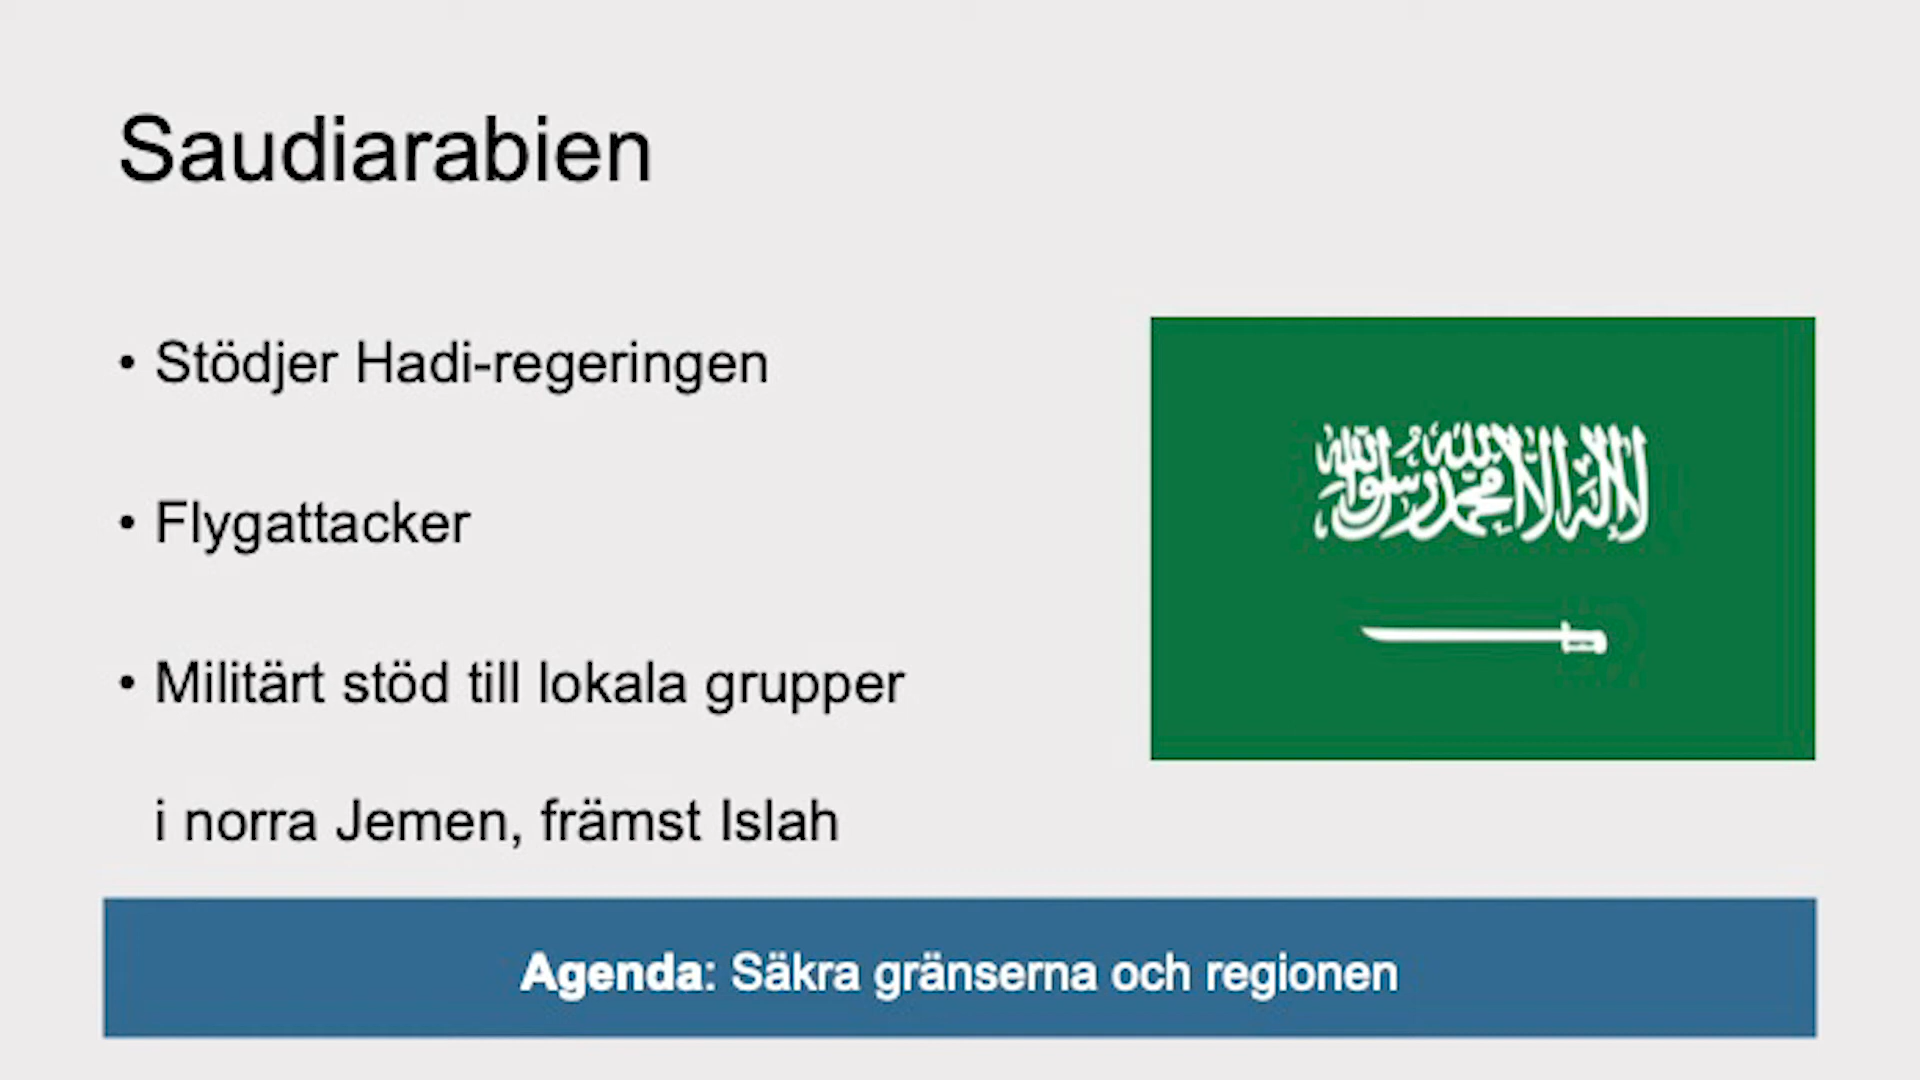 Saudiarabien
• Stödjer Hadi-regeringen
• Flygattacker
• Militärt stöd till lokala grupper
i norra Jemen, främst Islah
لا إله إلا الله محمد رسول الله
Agenda: Säkra gränserna och regionen